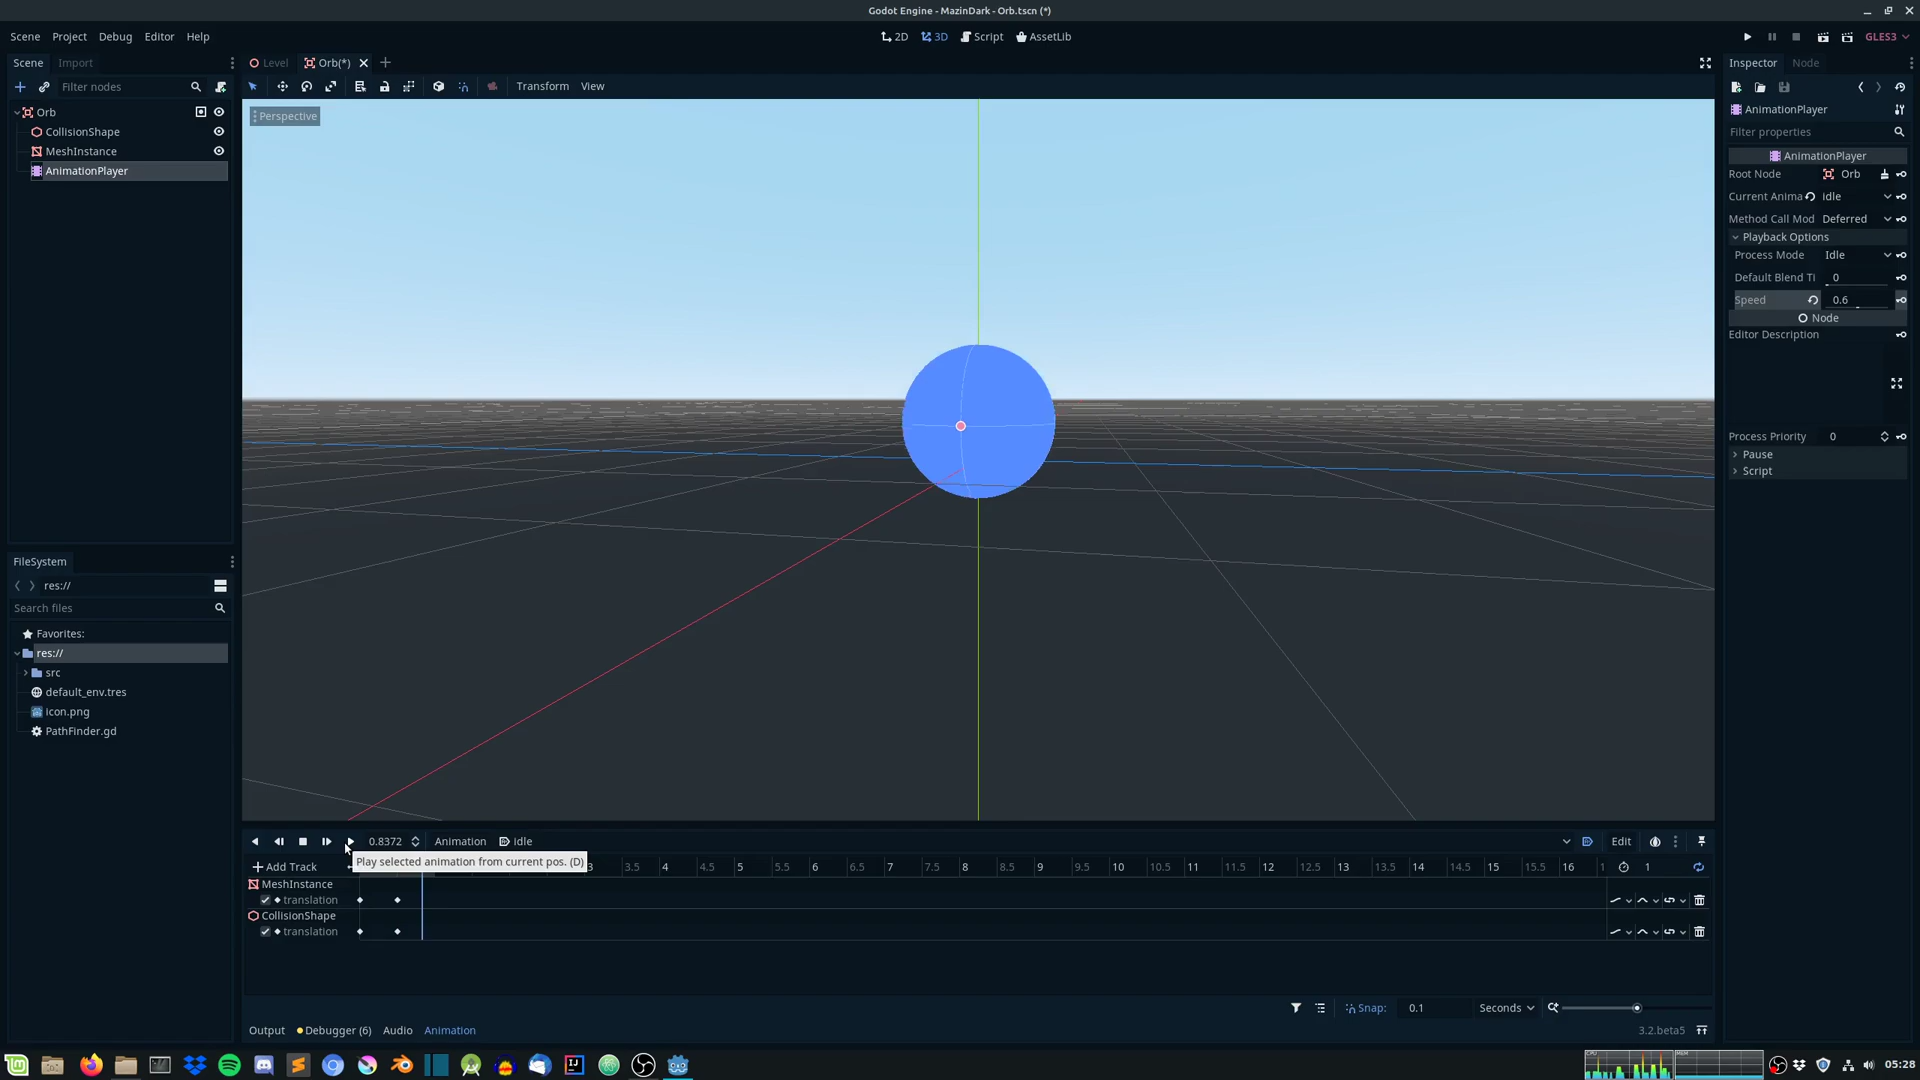 Godot Engine - MazinDark - Orb.tscn (*)
Scene Project Debug Editor Help
2D 3D Script AssetLib
GLES3
Scene Import
Level Orb(*)
Inspector Node
Filter nodes
Transform View
Orb
CollisionShape
MeshInstance
AnimationPlayer
Perspective
AnimationPlayer
Filter properties
AnimationPlayer
Root Node Orb
Current Anima idle
Method Call Mod Deferred
Playback Options
Process Mode Idle
Default Blend Ti 0
Speed 0.6
Node
Editor Description
Process Priority 0
Pause
Script
FileSystem
res://
Search files
Favorites:
res://
src
default_env.tres
icon.png
PathFinder.gd
0.8372 Animation idle Edit
Play selected animation from current pos. (D)
Add Track 3 3.5 4 4.5 5 5.5 6 6.5 7 7.5 8 8.5 9 9.5 10 10.5 11 11.5 12 12.5 13 13.5 14 14.5 15 15.5 16 1
MeshInstance
translation
CollisionShape
translation
Snap: 0.1 Seconds
Output Debugger (6) Audio Animation
3.2.beta5
CPU MEM
05:28